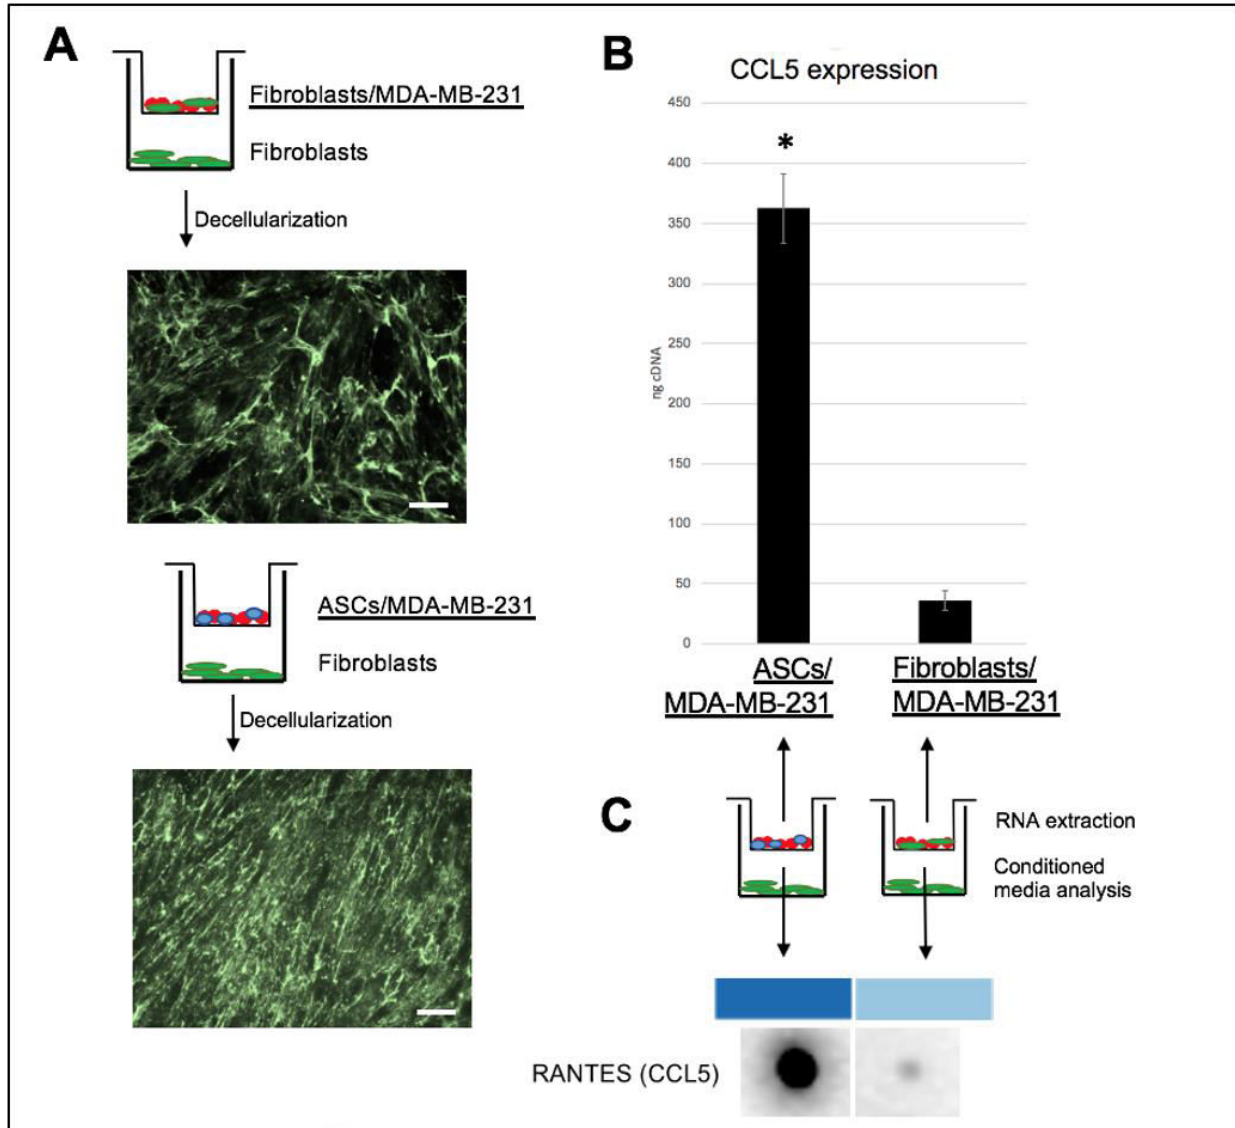 A
Fibroblasts/MDA-MB-231
Fibroblasts
Decellularization
ASCs/MDA-MB-231
Fibroblasts
Decellularization
B
CCL5 expression
450
400
350
300
250
200
150
100
50
0
ng cDNA
*
ASCs/
MDA-MB-231
Fibroblasts/
MDA-MB-231
C
RNA extraction
Conditioned
media analysis
RANTES (CCL5)